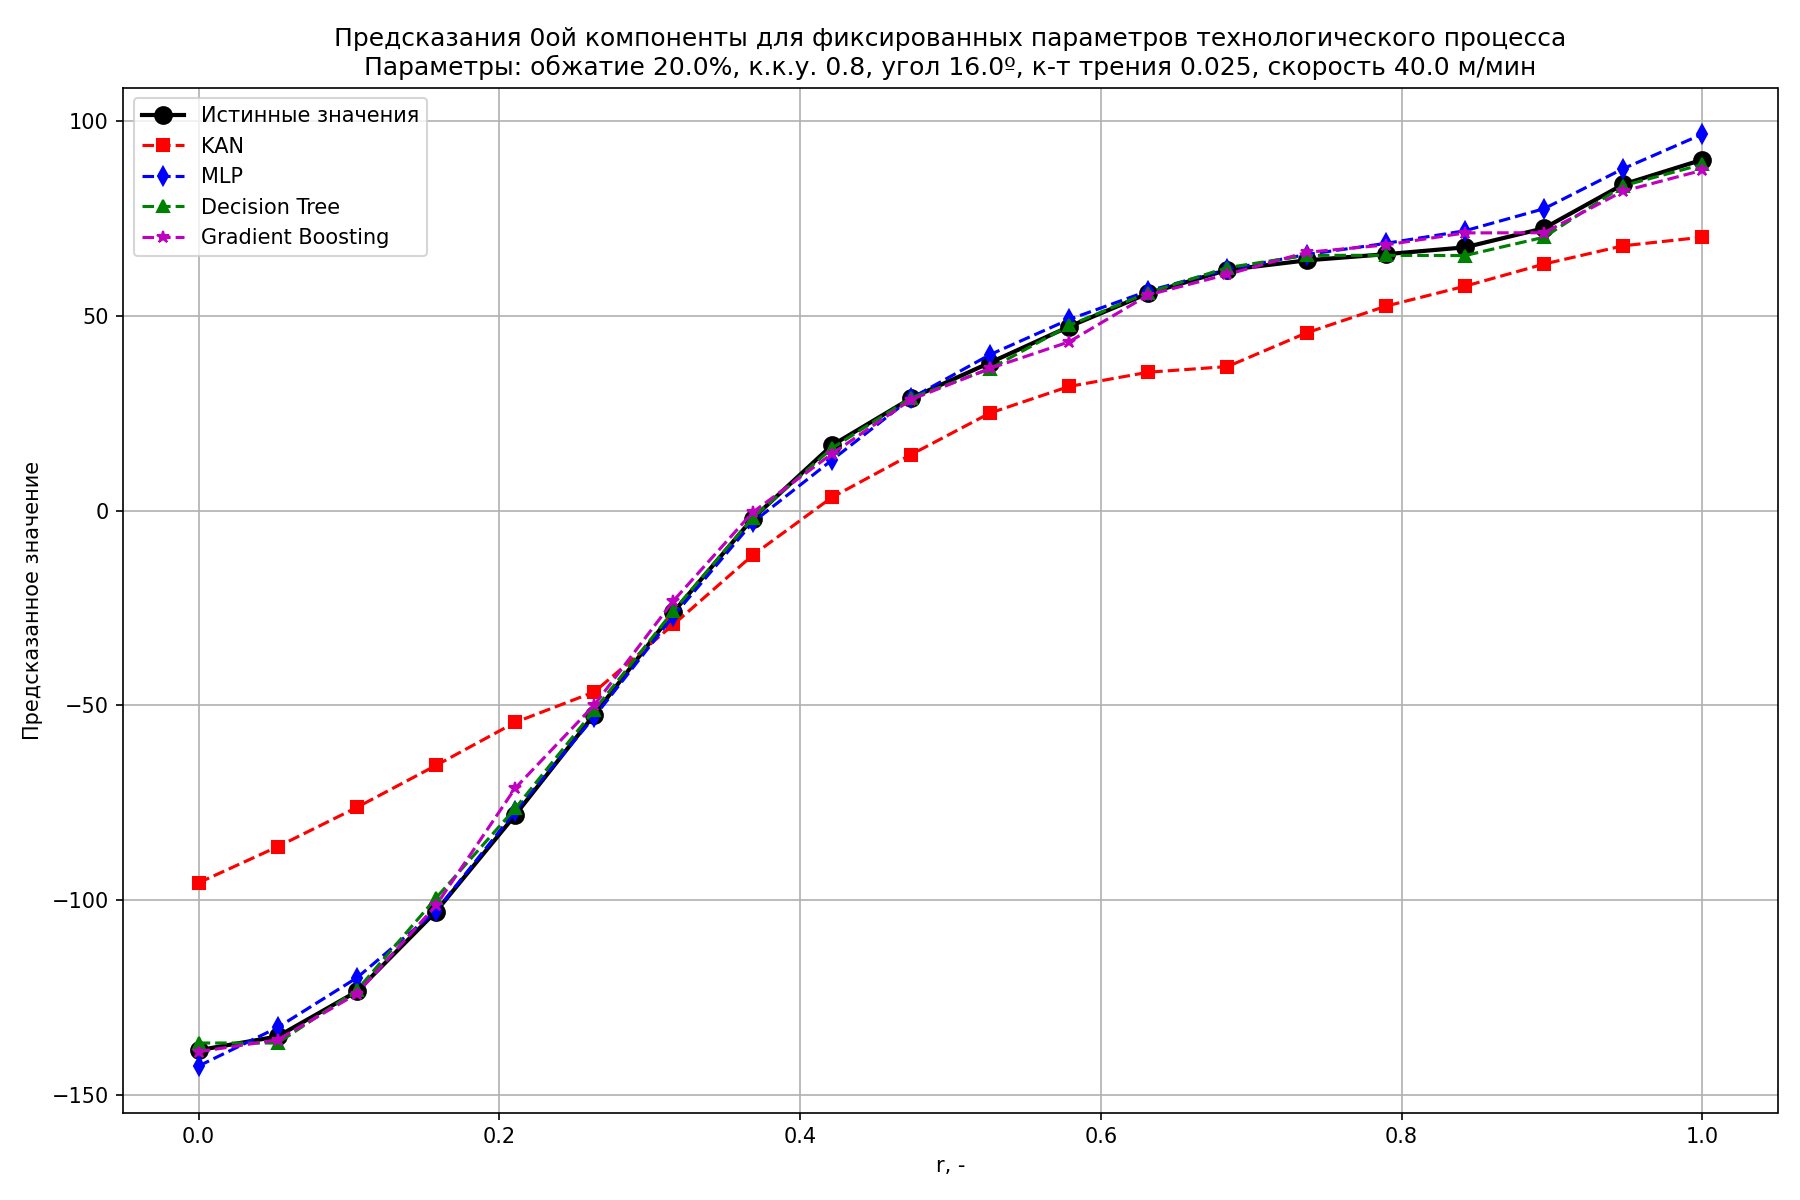 Предсказания 0ой компоненты для фиксированных параметров технологического процесса
Параметры: обжатие 20.0%, к.к.у. 0.8, угол 16.0º, к-т трения 0.025, скорость 40.0 м/мин
Истинные значения
KAN
MLP
Decision Tree
Gradient Boosting
Предсказанное значение
100
50
0
−50
−100
−150
0.0
0.2
0.4
0.6
0.8
1.0
r, -